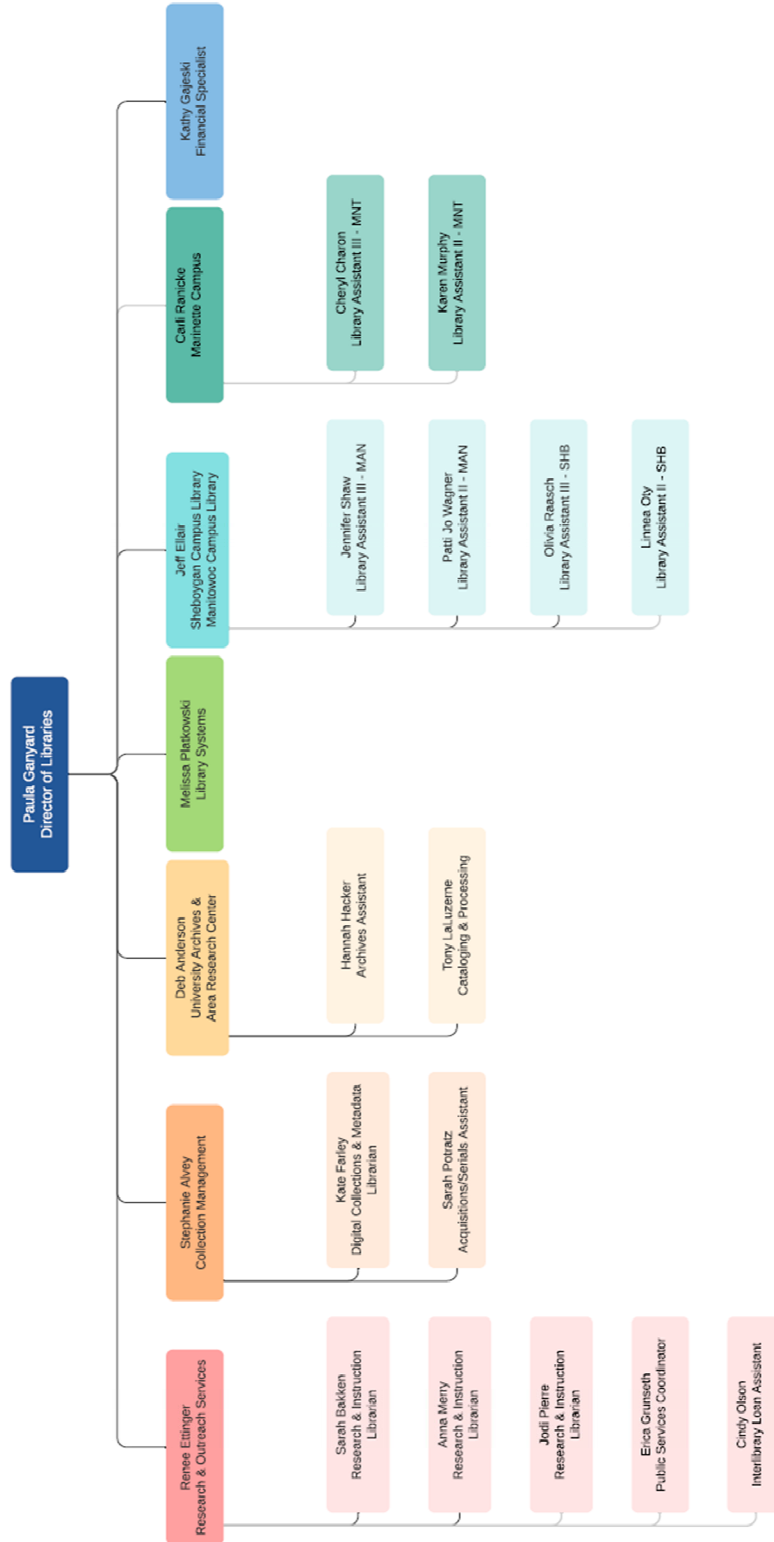 Paula Ganyard
Director of Libraries
Renee Ettinger
Research & Outreach Services
Sarah Bakken
Research & Instruction
Librarian
Anna Merry
Research & Instruction
Librarian
Jodi Pierre
Research & Instruction
Librarian
Erica Grunseth
Public Services Coordinator
Cindy Olson
Interlibrary Loan Assistant
Stephanie Alvey
Collection Management
Kate Farley
Digital Collections & Metadata
Librarian
Sarah Potratz
Acquisitions/Serials Assistant
Deb Anderson
University Archives &
Area Research Center
Hannah Hacker
Archives Assistant
Tony LaLuzerne
Cataloging & Processing
Melissa Platkowski
Library Systems
Jeff Ellair
Sheboygan Campus Library
Manitowoc Campus Library
Jennifer Shaw
Library Assistant III - MAN
Patti Jo Wagner
Library Assistant II - MAN
Olivia Raasch
Library Assistant III - SHB
Linnea Oty
Library Assistant II - SHB
Carli Ranicke
Marinette Campus
Cheryl Charon
Library Assistant III - MNT
Karen Murphy
Library Assistant II - MNT
Kathy Gajeski
Financial Specialist